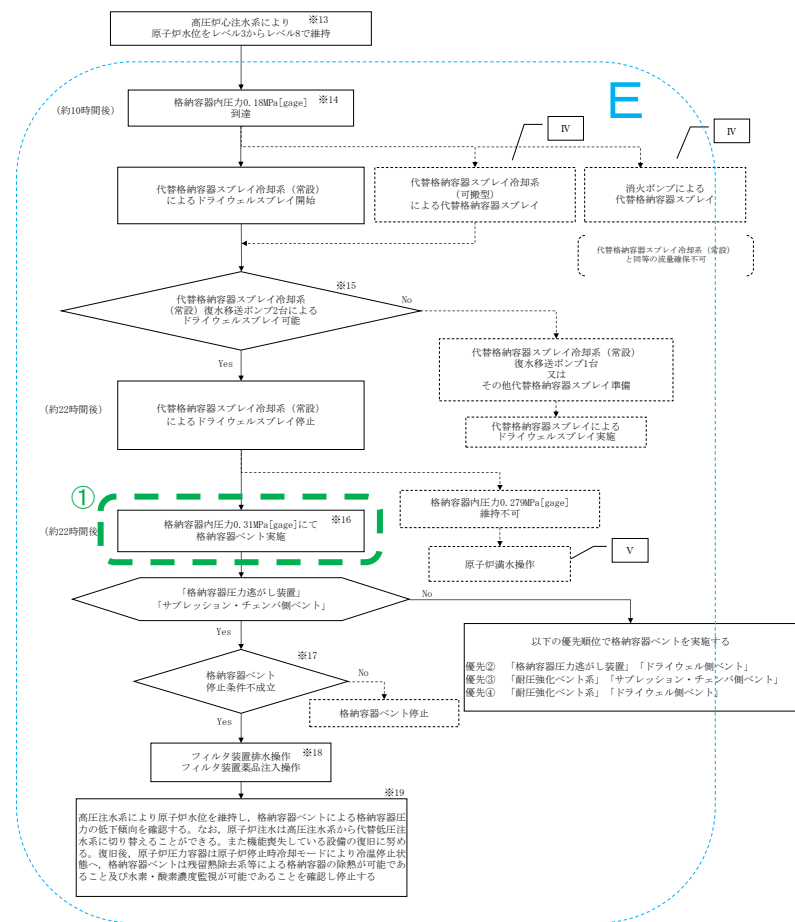 高圧炉心注水系により ※13
原子炉水位をレベル3からレベル8で維持
E
(約10時間後)
格納容器内圧力0.18MPa[gage] ※14
到達
Ⅳ
Ⅳ
代替格納容器スプレイ冷却系（常設）
によるドライウェルスプレイ開始
代替格納容器スプレイ冷却系
（可搬型）
による代替格納容器スプレイ
消火ポンプによる
代替格納容器スプレイ
代替格納容器スプレイ冷却系（常設）
と同等の流量確保不可
※15
代替格納容器スプレイ冷却系
（常設）復水移送ポンプ2台による
ドライウェルスプレイ可能
No
Yes
代替格納容器スプレイ冷却系（常設）
復水移送ポンプ1台
又は
その他代替格納容器スプレイ準備
(約22時間後)
代替格納容器スプレイ冷却系（常設）
によるドライウェルスプレイ停止
代替格納容器スプレイによる
ドライウェルスプレイ実施
①
(約22時間後
格納容器内圧力0.31MPa[gage]にて ※16
格納容器ベント実施
格納容器内圧力0.279MPa[gage]
維持不可
原子炉満水操作
Ⅴ
「格納容器圧力逃がし装置」
「サプレッション・チェンバ側ベント」
No
Yes
以下の優先順位で格納容器ベントを実施する
優先② 「格納容器圧力逃がし装置」「ドライウェル側ベント」
優先③ 「耐圧強化ベント系」「サプレッション・チェンバ側ベント」
優先④ 「耐圧強化ベント系」「ドライウェル側ベント」
※17
格納容器ベント
停止条件不成立
No
Yes
格納容器ベント停止
フィルタ装置排水操作 ※18
フィルタ装置薬品注入操作
※19
高圧注水系により原子炉水位を維持し，格納容器ベントによる格納容器圧
力の低下傾向を確認する。なお，原子炉注水は高圧注水系から代替低圧注
水系に切り替えることができる。また機能喪失している設備の復旧に努め
る。復旧後，原子炉圧力容器は原子炉停止時冷却モードにより冷温停止状
態へ，格納容器ベントは残留熱除去系等による格納容器の除熱が可能であ
ること及び水素・酸素濃度監視が可能であることを確認し停止する